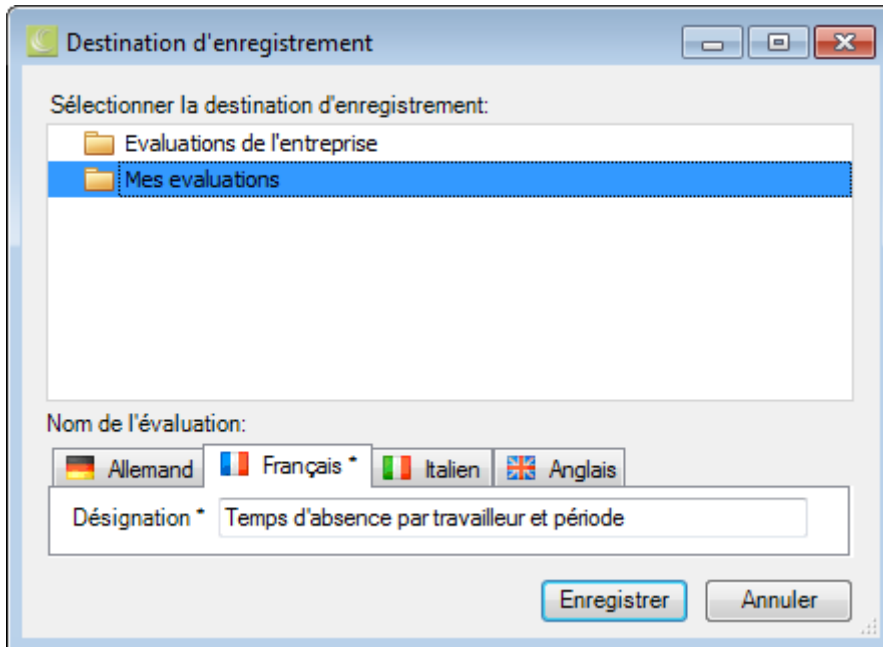 Destination d'enregistrement
Sélectionner la destination d'enregistrement:
Evaluations de l'entreprise
Mes evaluations
Nom de l'évaluation:
Allemand Français * Italien Anglais
Désignation * Temps d'absence par travailleur et période
Enregistrer Annuler